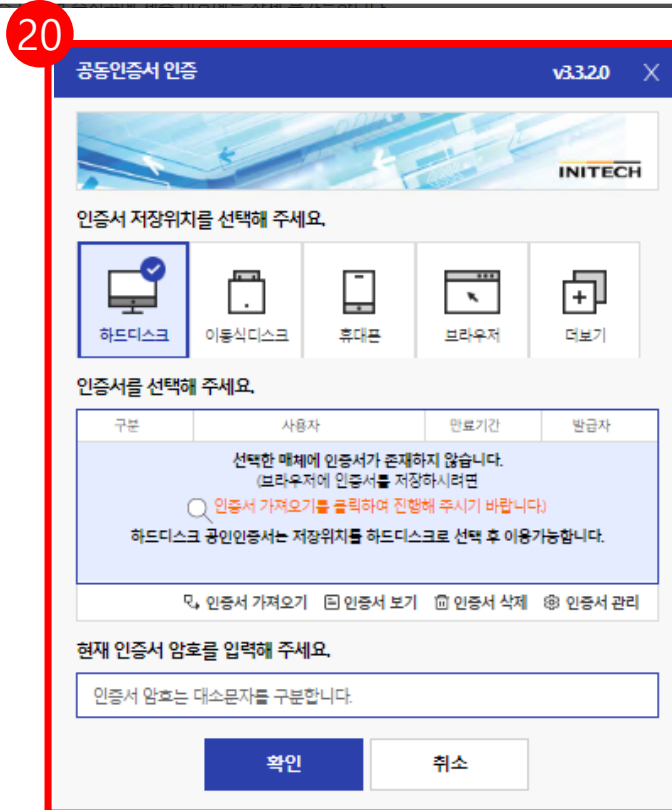 20
공동인증서 인증 v3.3.2.0
INITECH
인증서 저장위치를 선택해 주세요.
하드디스크 이동식디스크 휴대폰 브라우저 더보기
인증서를 선택해 주세요.
구분 사용자 만료기간 발급자
선택한 매체에 인증서가 존재하지 않습니다.
(브라우저에 인증서를 저장하시려면
인증서 가져오기를 클릭하여 진행해 주시기 바랍니다.)
하드디스크 공인인증서는 저장위치를 하드디스크로 선택 후 이용가능합니다.
인증서 가져오기 인증서 보기 인증서 삭제 인증서 관리
현재 인증서 암호를 입력해 주세요.
인증서 암호는 대소문자를 구분합니다.
확인 취소